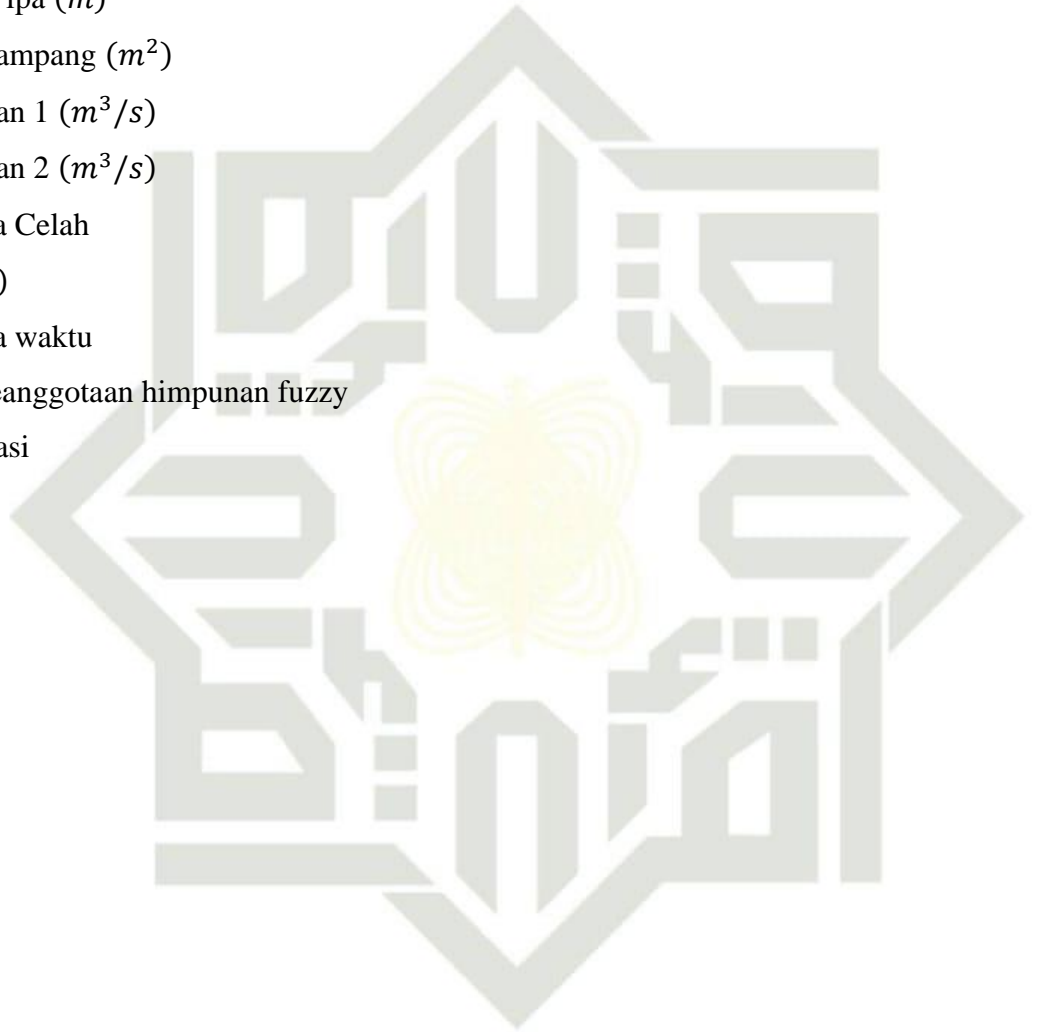 ipa (m)
ampang (m²)
an 1 (m³/s)
an 2 (m³/s)
a Celah
)
a waktu
eanggotaan himpunan fuzzy
asi